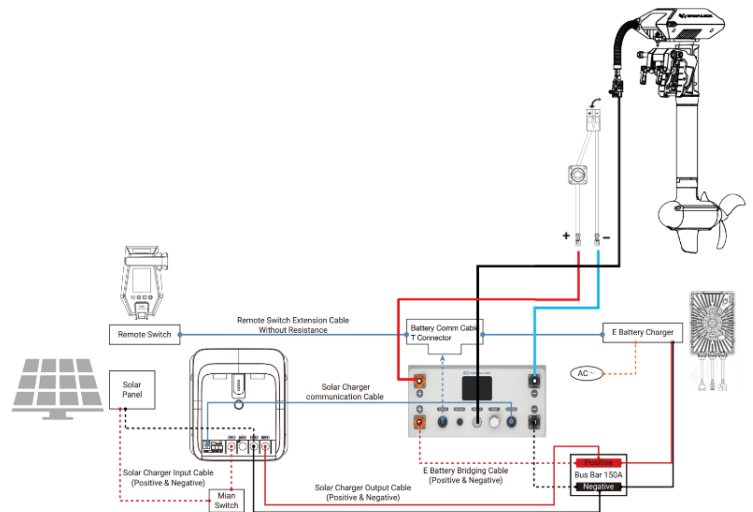 +
−
Remote Switch
Remote Switch Extension Cable
Without Resistance
Battery Comm Cable
T Connector
E Battery Charger
AC~
Solar
Panel
Solar Charger
communication Cable
Solar Charger Input Cable
(Positive & Negative)
Mian
Switch
Solar Charger Output Cable
(Positive & Negative)
E Battery Bridging Cable
(Positive & Negative)
Positive
Bus Bar 150A
Negative